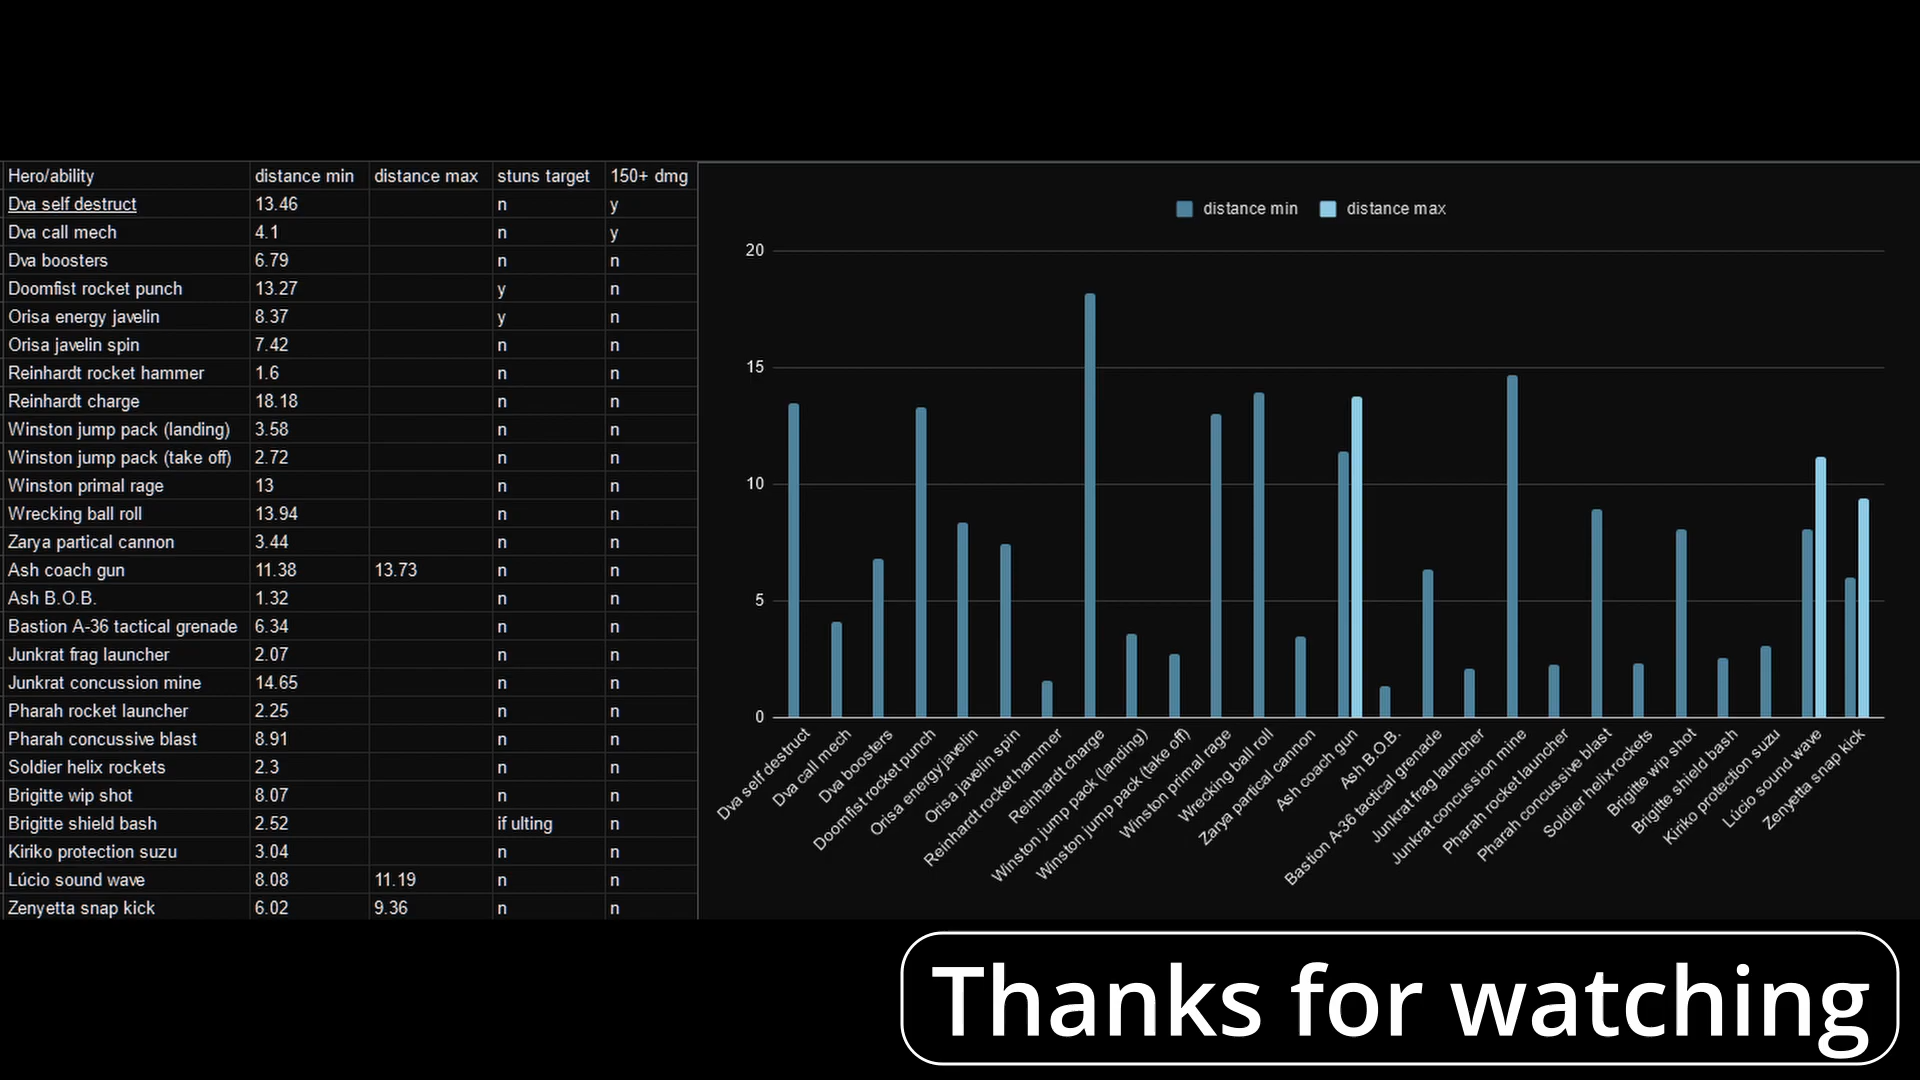 Hero/ability distance min distance max stuns target 150+ dmg
Dva self destruct 13.46 n y
Dva call mech 4.1 n y
Dva boosters 6.79 n n
Doomfist rocket punch 13.27 y n
Orisa energy javelin 8.37 y n
Orisa javelin spin 7.42 n n
Reinhardt rocket hammer 1.6 n n
Reinhardt charge 18.18 n n
Winston jump pack (landing) 3.58 n n
Winston jump pack (take off) 2.72 n n
Winston primal rage 13 n n
Wrecking ball roll 13.94 n n
Zarya partical cannon 3.44 n n
Ash coach gun 11.38 13.73 n n
Ash B.O.B. 1.32 n n
Bastion A-36 tactical grenade 6.34 n n
Junkrat frag launcher 2.07 n n
Junkrat concussion mine 14.65 n n
Pharah rocket launcher 2.25 n n
Pharah concussive blast 8.91 n n
Soldier helix rockets 2.3 n n
Brigitte wip shot 8.07 n n
Brigitte shield bash 2.52 if ulting n
Kiriko protection suzu 3.04 n n
Lúcio sound wave 8.08 11.19 n n
Zenyetta snap kick 6.02 9.36 n n
distance min distance max
20
15
10
5
0
Dva self destruct
Dva call mech
Dva boosters
Doomfist rocket punch
Orisa energy javelin
Orisa javelin spin
Reinhardt rocket hammer
Reinhardt charge
Winston jump pack (landing)
Winston jump pack (take off)
Winston primal rage
Wrecking ball roll
Zarya partical cannon
Ash coach gun
Ash B.O.B.
Bastion A-36 tactical grenade
Junkrat frag launcher
Junkrat concussion mine
Pharah rocket launcher
Pharah concussive blast
Soldier helix rockets
Brigitte wip shot
Brigitte shield bash
Kiriko protection suzu
Lúcio sound wave
Zenyetta snap kick
Thanks for watching